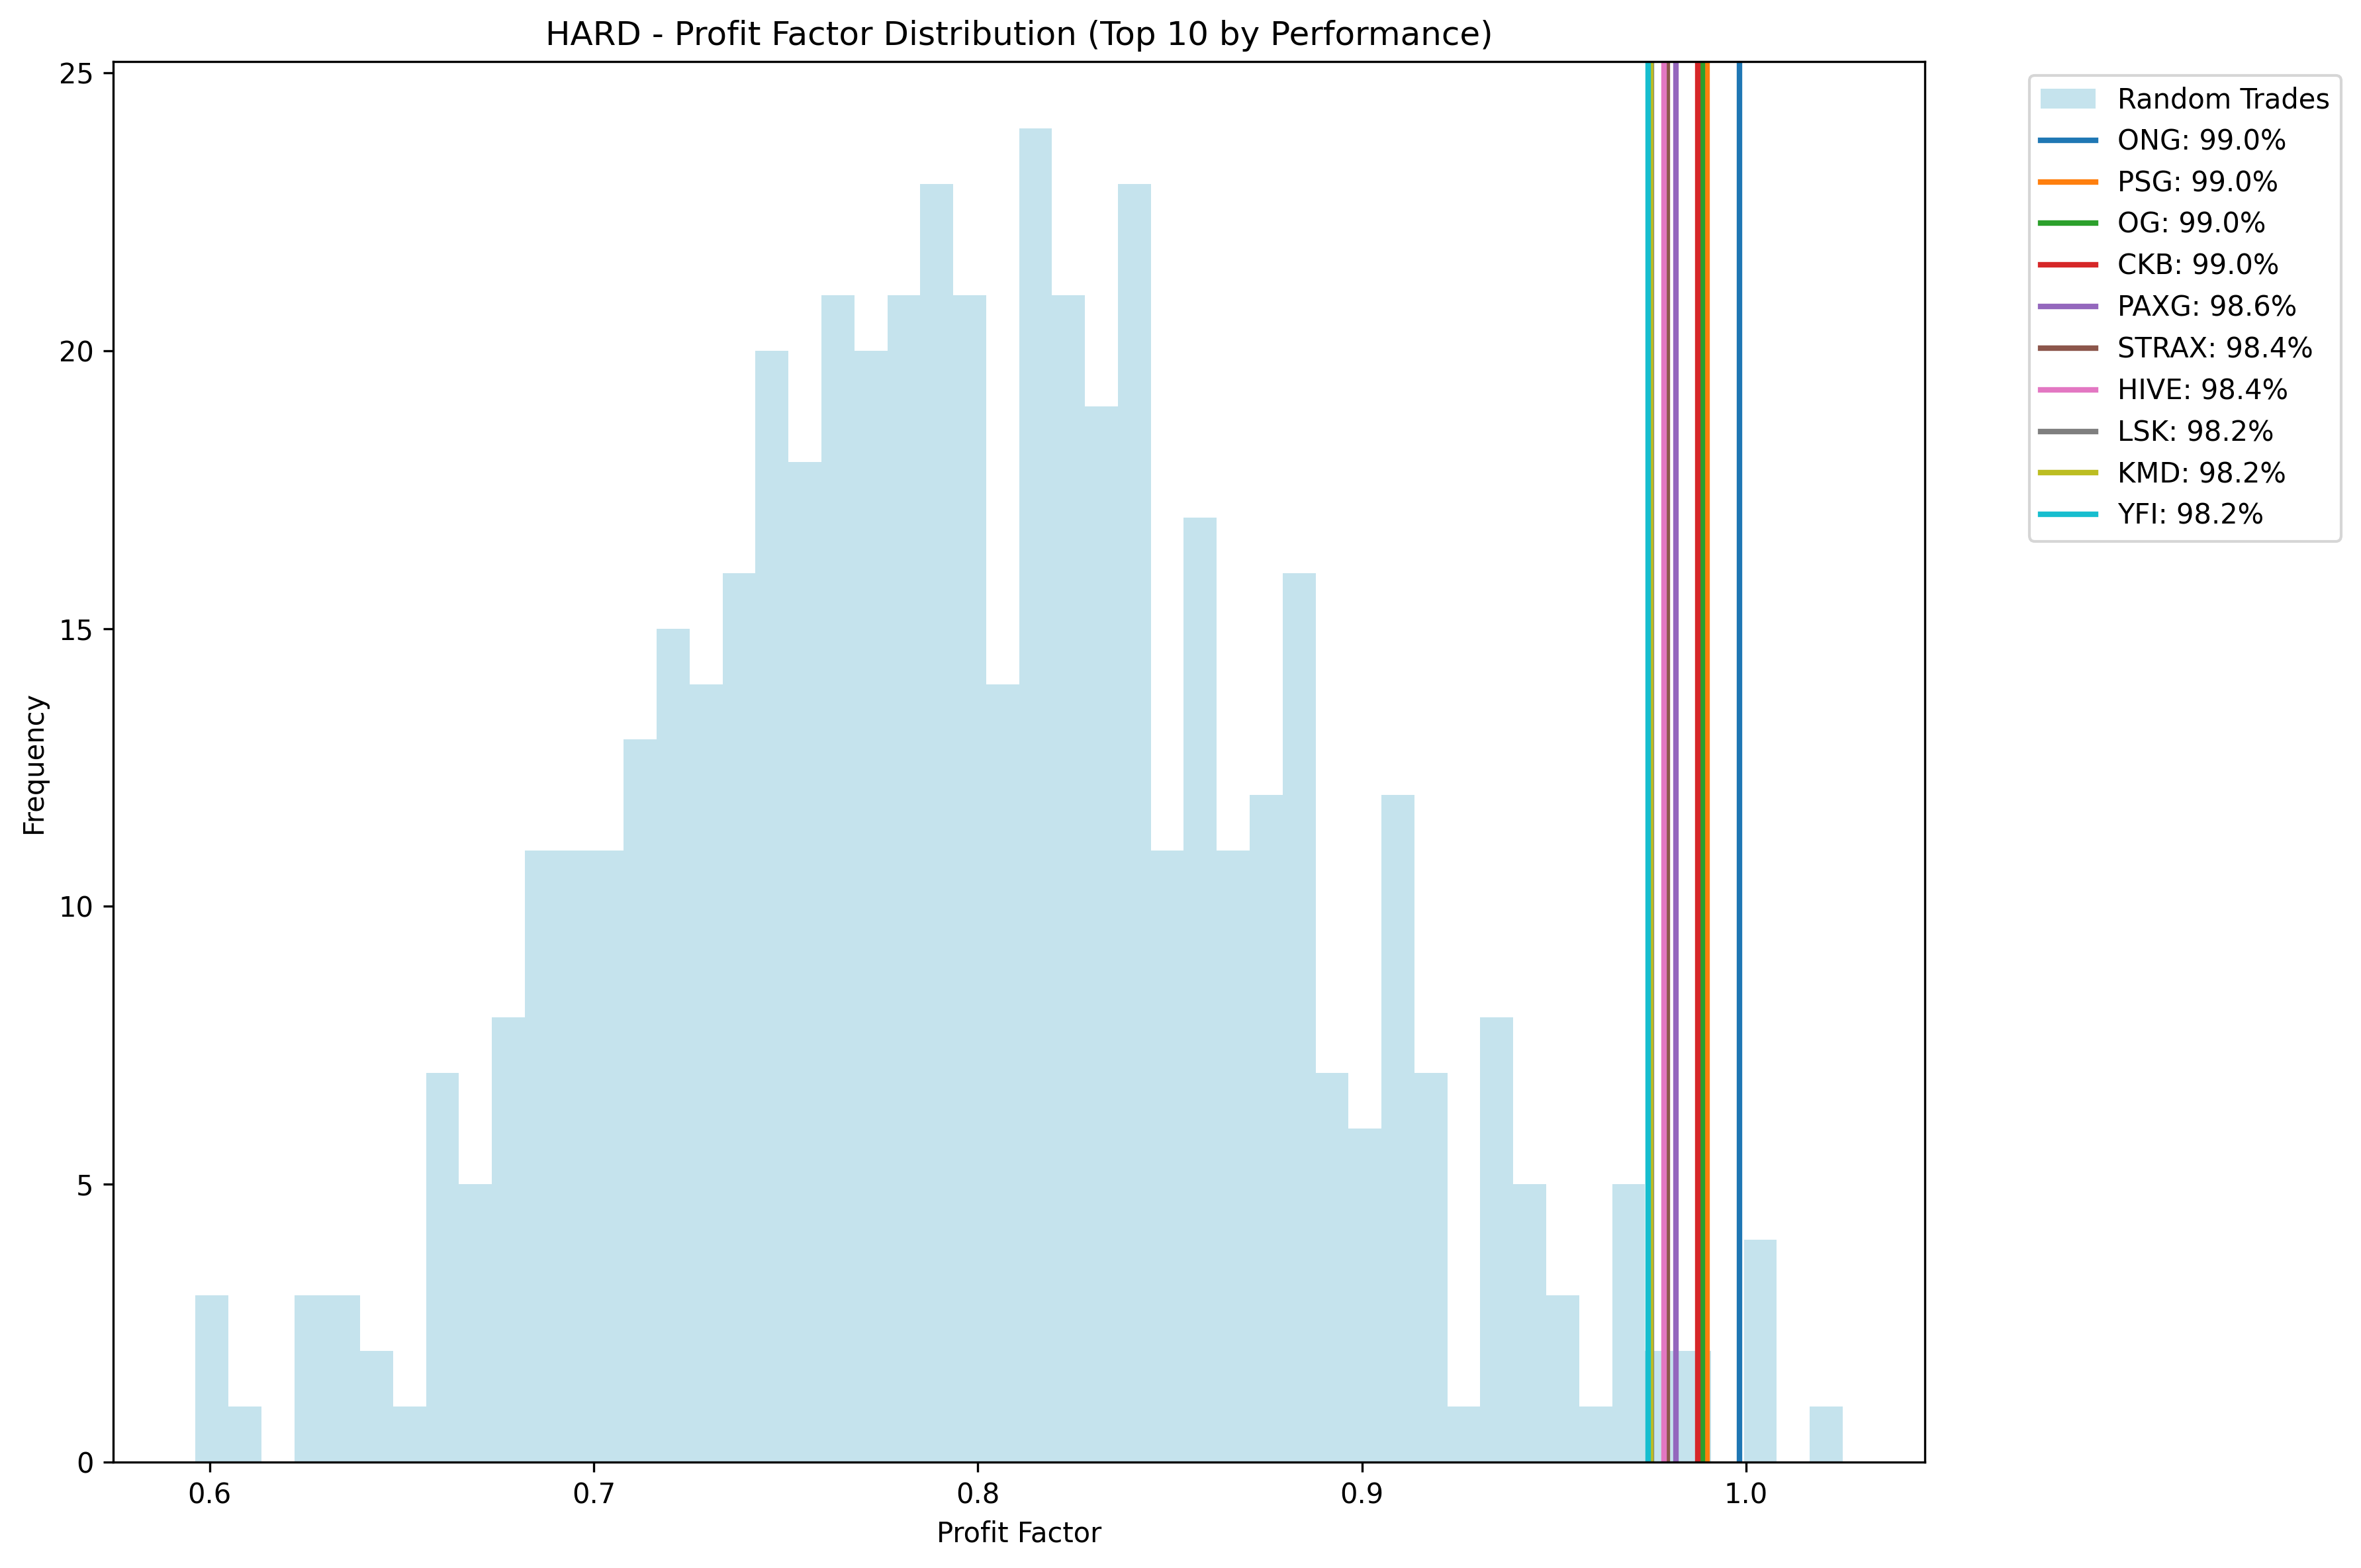 HARD - Profit Factor Distribution (Top 10 by Performance)
25
20
15
10
5
0
Frequency
0.6 0.7 0.8 0.9 1.0
Profit Factor
Random Trades
ONG: 99.0%
PSG: 99.0%
OG: 99.0%
CKB: 99.0%
PAXG: 98.6%
STRAX: 98.4%
HIVE: 98.4%
LSK: 98.2%
KMD: 98.2%
YFI: 98.2%